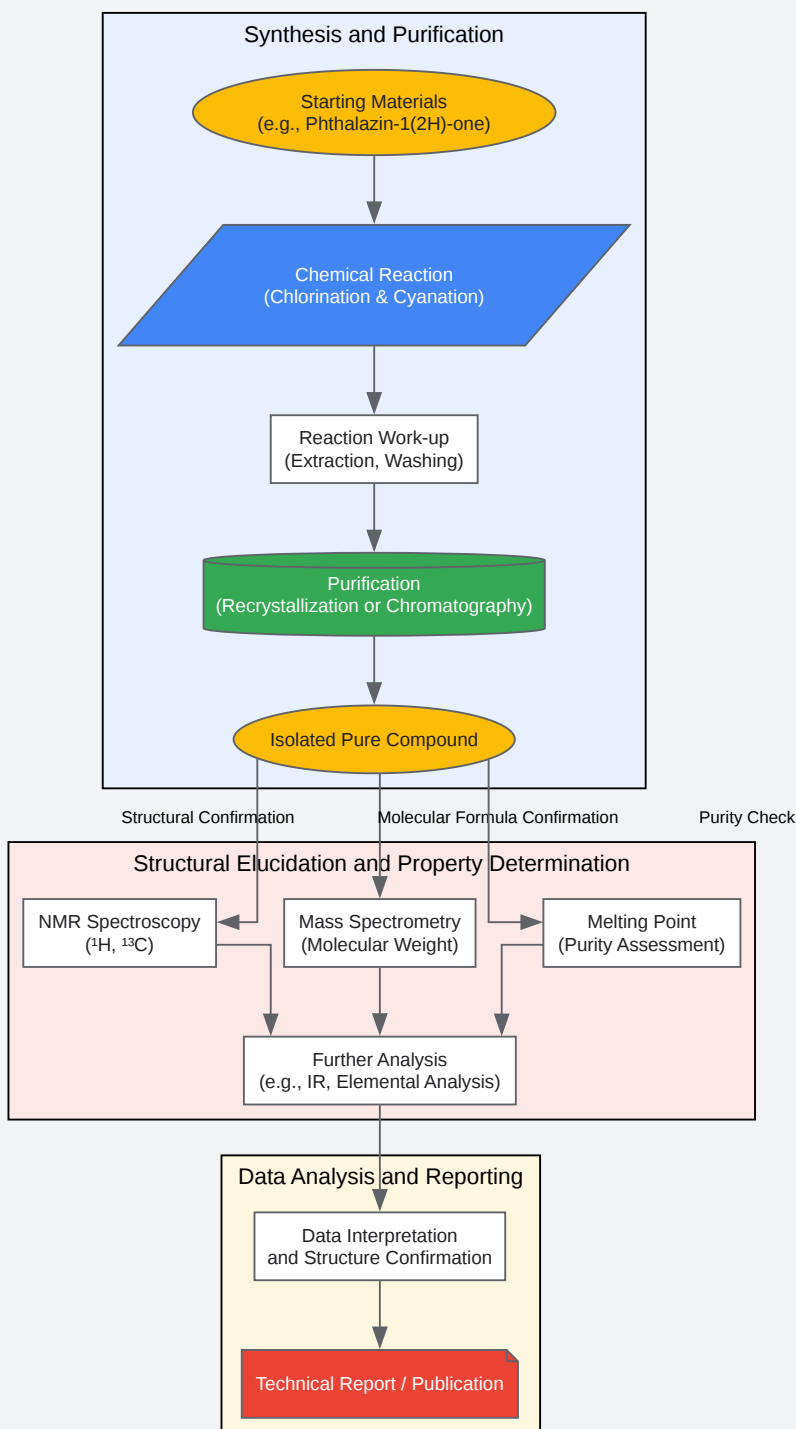 Synthesis and Purification
Starting Materials
(e.g., Phthalazin-1(2H)-one)
Chemical Reaction
(Chlorination & Cyanation)
Reaction Work-up
(Extraction, Washing)
Purification
(Recrystallization or Chromatography)
Isolated Pure Compound
Structural Confirmation
Molecular Formula Confirmation
Purity Check
Structural Elucidation and Property Determination
NMR Spectroscopy
(¹H, ¹³C)
Mass Spectrometry
(Molecular Weight)
Melting Point
(Purity Assessment)
Further Analysis
(e.g., IR, Elemental Analysis)
Data Analysis and Reporting
Data Interpretation
and Structure Confirmation
Technical Report / Publication